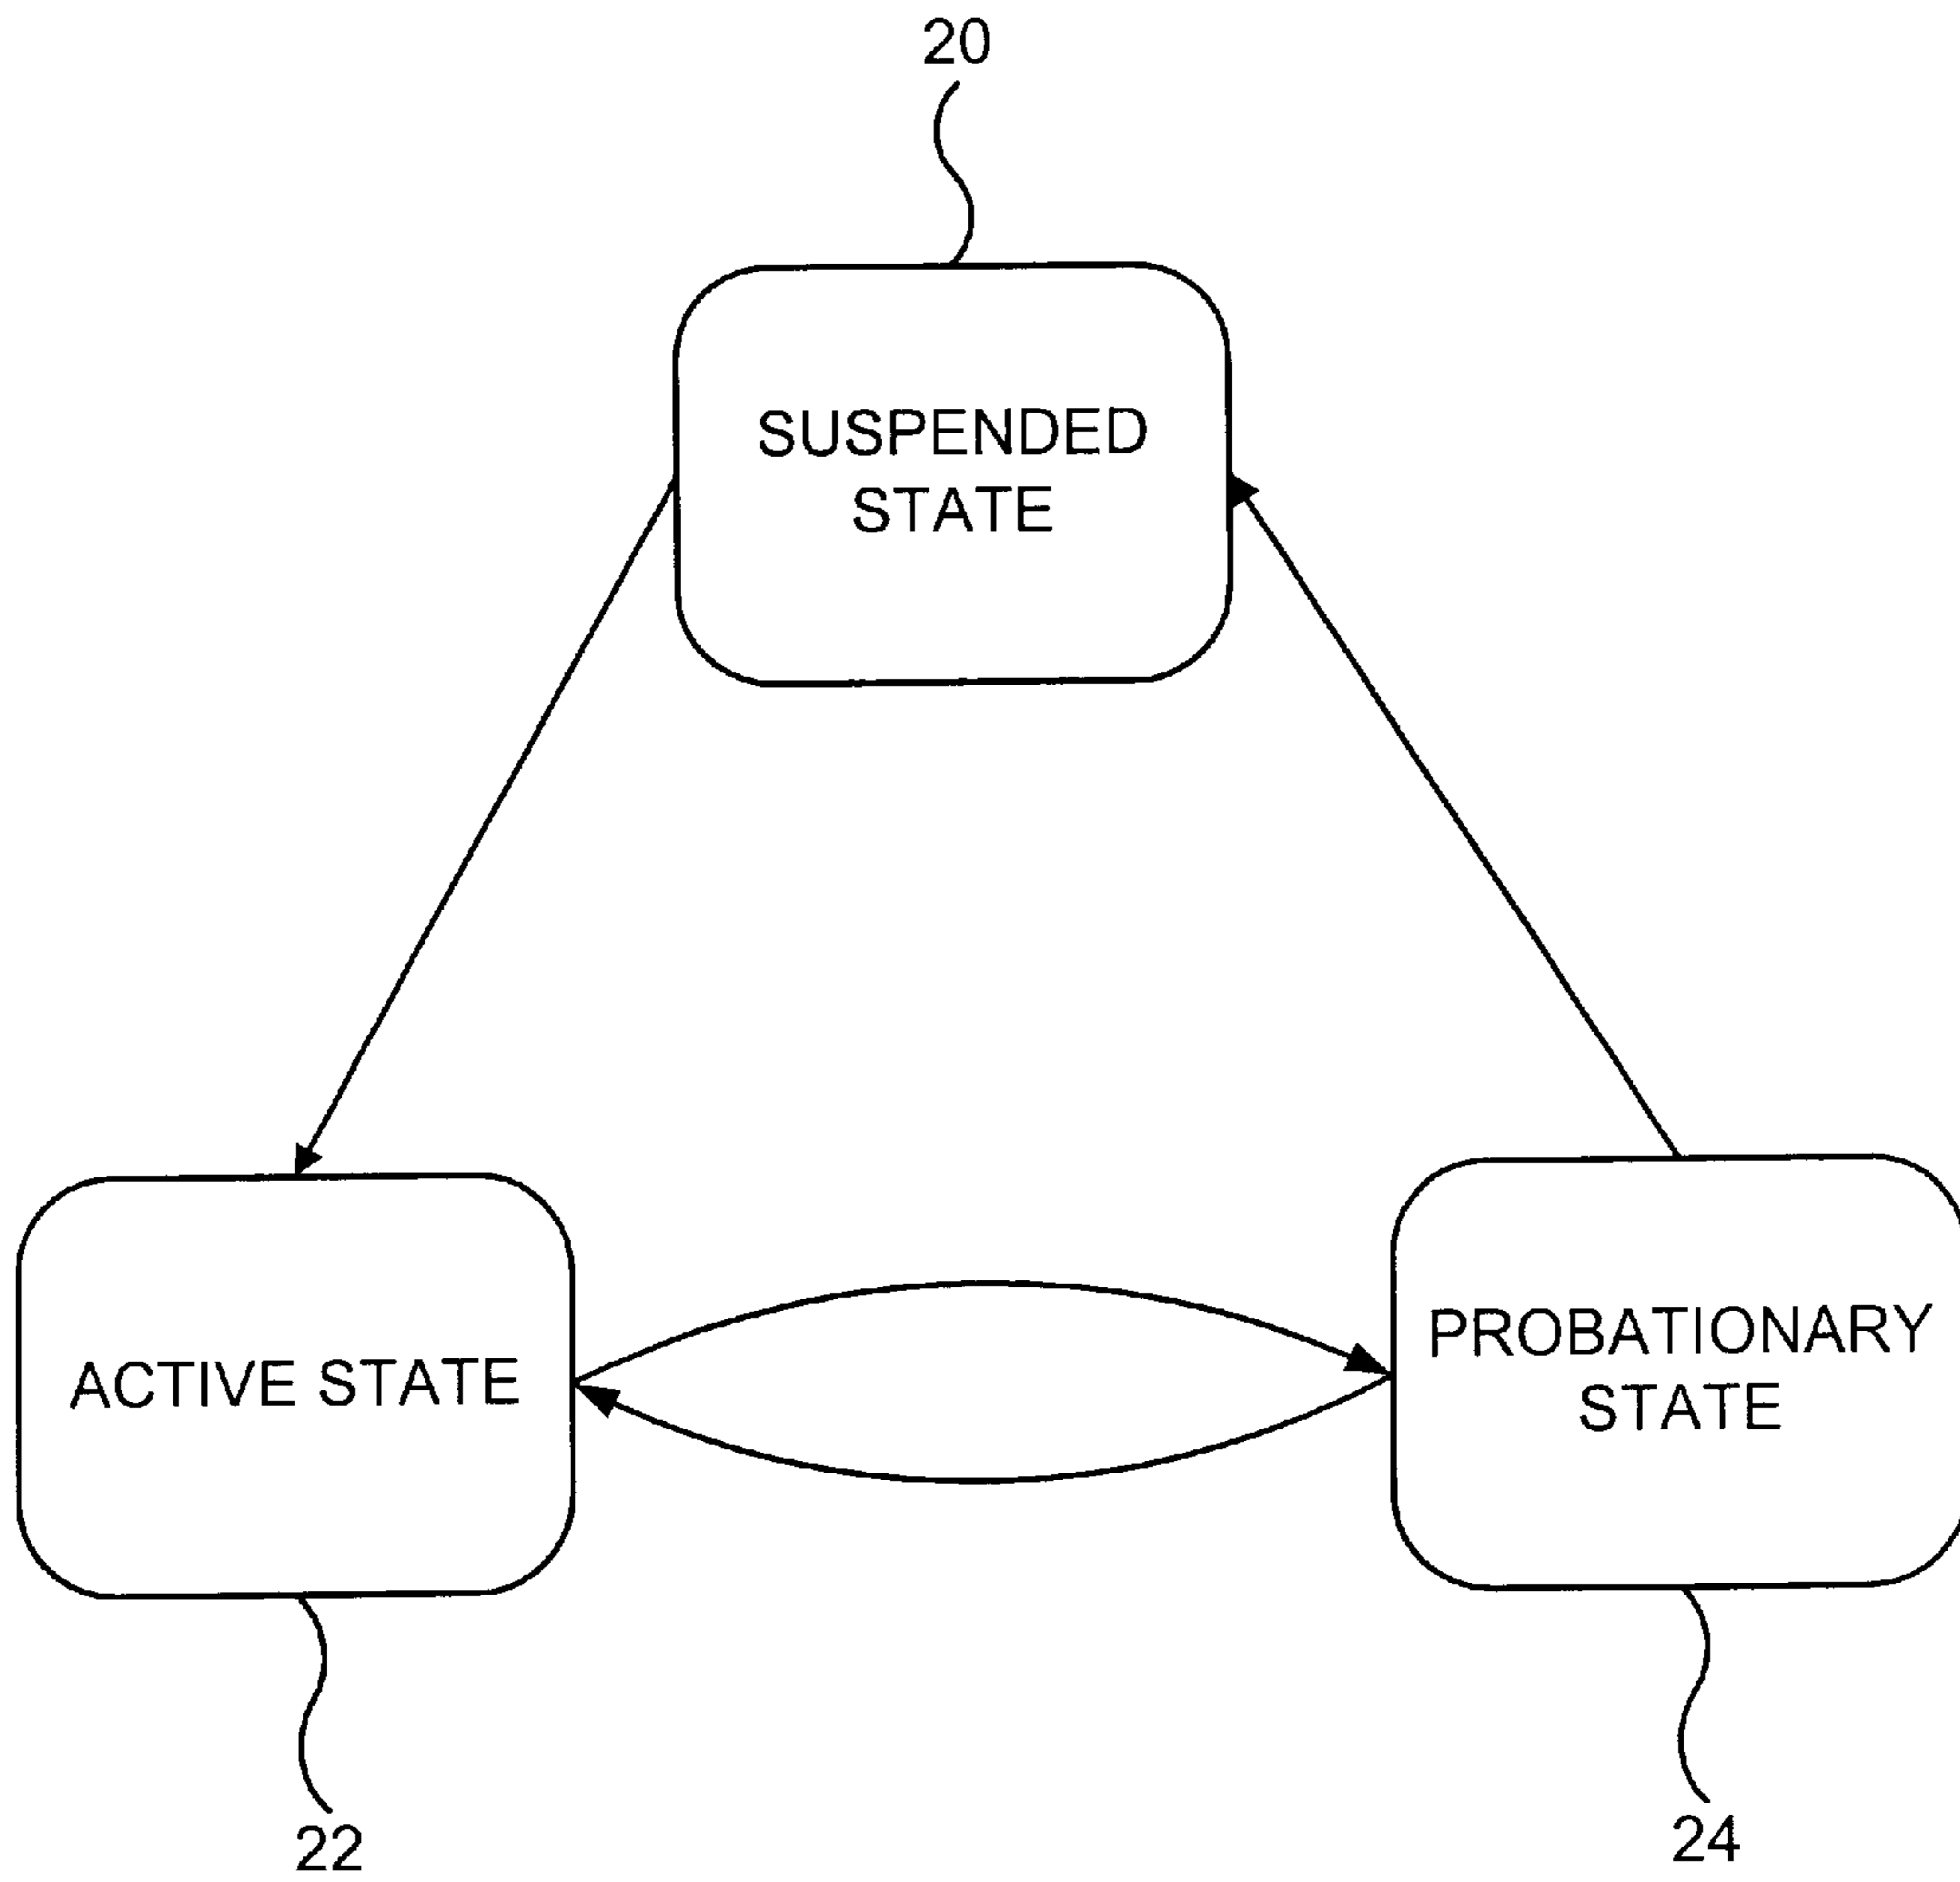 20
SUSPENDED
STATE
ACTIVE STATE
PROBATIONARY
STATE
22
24